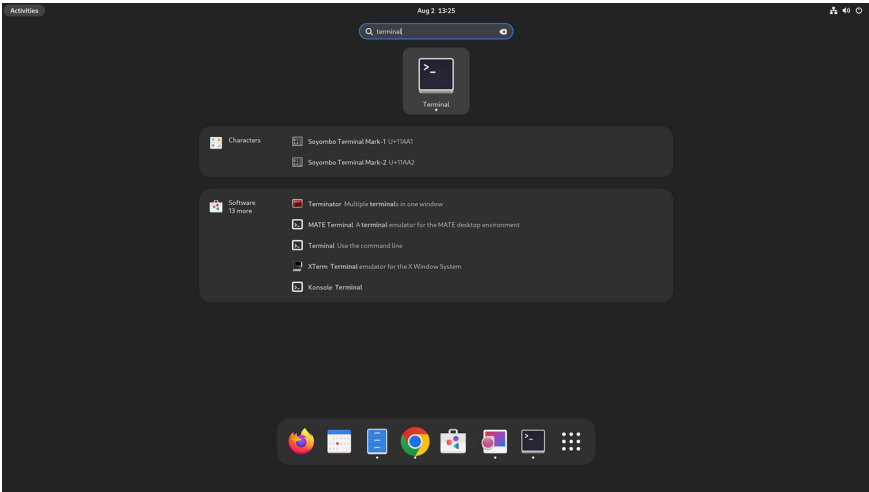 Activities
Aug 2 13:25
terminal
Terminal
Characters
Soyombo Terminal Mark-1 U+11AA1
Soyombo Terminal Mark-2 U+11AA2
Software
13 more
Terminator Multiple terminals in one window
MATE Terminal A terminal emulator for the MATE desktop environment
Terminal Use the command line
XTerm Terminal emulator for the X Window System
Konsole Terminal